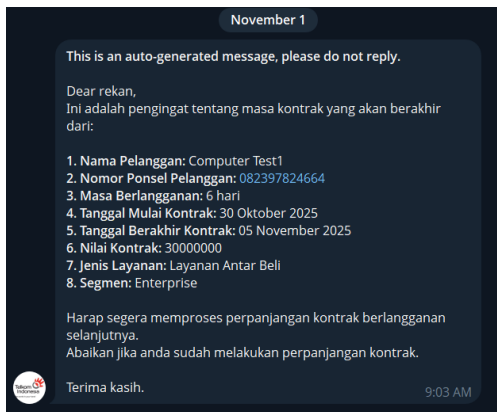 November 1
This is an auto-generated message, please do not reply.
Dear rekan,
Ini adalah pengingat tentang masa kontrak yang akan berakhir
dari:
1. Nama Pelanggan: Computer Test1
2. Nomor Ponsel Pelanggan: 082397824664
3. Masa Berlangganan: 6 hari
4. Tanggal Mulai Kontrak: 30 Oktober 2025
5. Tanggal Berakhir Kontrak: 05 November 2025
6. Nilai Kontrak: 30000000
7. Jenis Layanan: Layanan Antar Beli
8. Segmen: Enterprise
Harap segera memproses perpanjangan kontrak berlangganan
selanjutnya.
Abaikan jika anda sudah melakukan perpanjangan kontrak.
Terima kasih.
9:03 AM
Telkom
Indonesia